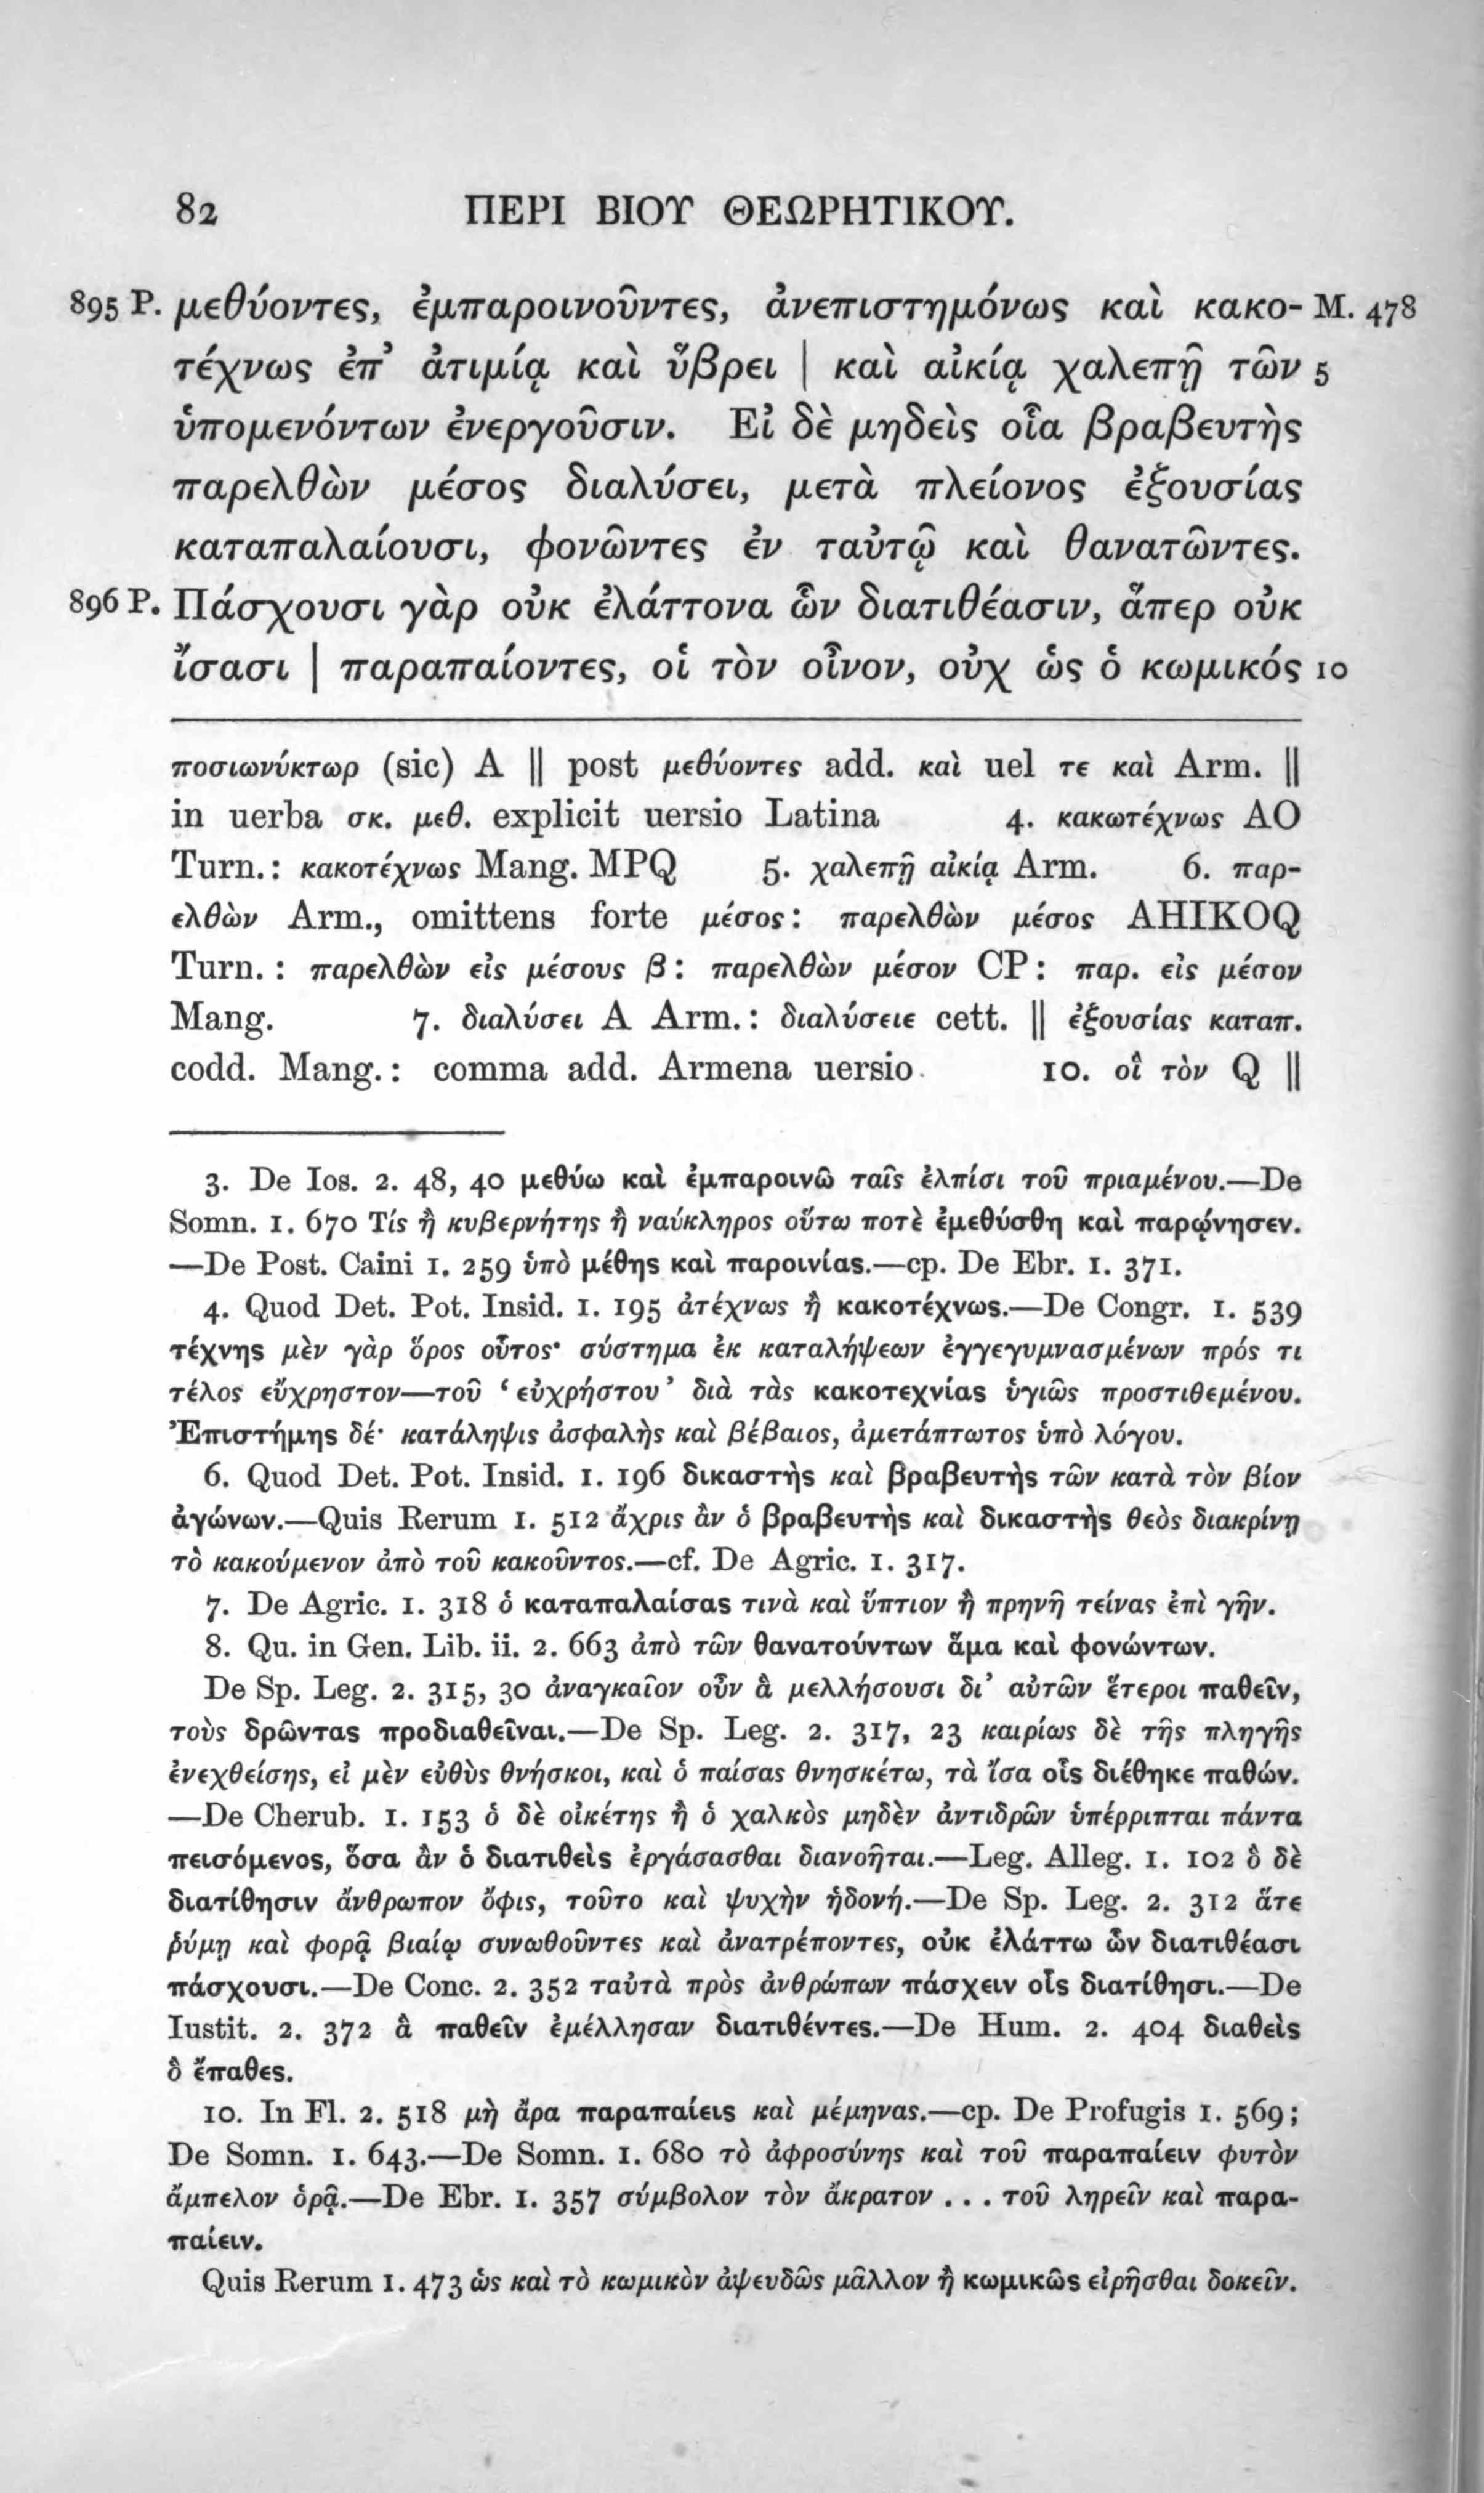 82 ΠΕΡΙ ΒΙΟΥ ΘΕΩΡΗΤΙΚΟΥ.
895 P. μεθύοντες, ἐμπαροινοῦντες, ἀνεπιστημόνως καὶ κακο- M. 478
τέχνως ἐπ’ ἀτιμίᾳ καὶ ὕβρει | καὶ αἰκίᾳ χαλεπῇ τῶν 5
ὑπομενόντων ἐνεργοῦσιν. Εἰ δὲ μηδεὶς οἷα βραβευτὴς
παρελθὼν μέσος διαλύσει, μετὰ πλείονος ἐξουσίας
καταπαλαίουσι, φονῶντες ἐν ταὐτῷ καὶ θανατῶντες.
896 P. Πάσχουσι γὰρ οὐκ ἐλάττονα ὧν διατιθέασιν, ἅπερ οὐκ
ἴσασι | παραπαίοντες, οἱ τὸν οἶνον, οὐχ ὡς ὁ κωμικός 10
ποσιωνύκτωρ (sic) A || post μεθύοντες add. καὶ uel τε καὶ Arm. ||
in uerba σκ. μεθ. explicit uersio Latina 4. κακωτέχνως AO
Turn.: κακοτέχνως Mang. MPQ 5. χαλεπῇ αἰκίᾳ Arm. 6. παρ-
ελθὼν Arm., omittens forte μέσος: παρελθὼν μέσος AHIKOQ
Turn.: παρελθὼν εἰς μέσους β: παρελθὼν μέσον CP: παρ. εἰς μέσον
Mang. 7. διαλύσει A Arm.: διαλύσειε cett. || ἐξουσίας καταπ.
codd. Mang.: comma add. Armena uersio 10. οἳ τὸν Q ||
3. De Ios. 2. 48, 40 μεθύω καὶ ἐμπαροινῶ ταῖς ἐλπίσι τοῦ πριαμένου.—De
Somn. 1. 670 Τίς ἢ κυβερνήτης ἢ ναύκληρος οὕτω ποτὲ ἐμεθύσθη καὶ παρῴνησεν.
—De Post. Caini 1. 259 ὑπὸ μέθης καὶ παροινίας.—cp. De Ebr. 1. 371.
4. Quod Det. Pot. Insid. 1. 195 ἀτέχνως ἢ κακοτέχνως.—De Congr. 1. 539
τέχνης μὲν γὰρ ὅρος οὗτος· σύστημα ἐκ καταλήψεων ἐγγεγυμνασμένων πρός τι
τέλος εὔχρηστον—τοῦ ‘εὐχρήστου’ διὰ τὰς κακοτεχνίας ὑγιῶς προστιθεμένου.
Ἐπιστήμης δέ· κατάληψις ἀσφαλὴς καὶ βέβαιος, ἀμετάπτωτος ὑπὸ λόγου.
6. Quod Det. Pot. Insid. 1. 196 δικαστὴς καὶ βραβευτὴς τῶν κατὰ τὸν βίον
ἀγώνων.—Quis Rerum 1. 512 ἄχρις ἂν ὁ βραβευτὴς καὶ δικαστὴς θεὸς διακρίνῃ
τὸ κακούμενον ἀπὸ τοῦ κακοῦντος.—cf. De Agric. 1. 317.
7. De Agric. 1. 318 ὁ καταπαλαίσας τινὰ καὶ ὕπτιον ἢ πρηνῆ τείνας ἐπὶ γῆν.
8. Qu. in Gen. Lib. ii. 2. 663 ἀπὸ τῶν θανατούντων ἅμα καὶ φονώντων.
De Sp. Leg. 2. 315, 30 ἀναγκαῖον οὖν ἃ μελλήσουσι δι’ αὐτῶν ἕτεροι παθεῖν,
τοὺς δρῶντας προδιαθεῖναι.—De Sp. Leg. 2. 317, 23 καιρίως δὲ τῆς πληγῆς
ἐνεχθείσης, εἰ μὲν εὐθὺς θνήσκοι, καὶ ὁ παίσας θνησκέτω, τὰ ἴσα οἷς διέθηκε παθών.
—De Cherub. 1. 153 ὁ δὲ οἰκέτης ἢ ὁ χαλκὸς μηδὲν ἀντιδρῶν ὑπέρριπται πάντα
πεισόμενος, ὅσα ἂν ὁ διατιθεὶς ἐργάσασθαι διανοῆται.—Leg. Alleg. 1. 102 ὃ δὲ
διατίθησιν ἄνθρωπον ὄφις, τοῦτο καὶ ψυχὴν ἡδονή.—De Sp. Leg. 2. 312 ἅτε
ῥύμῃ καὶ φορᾷ βιαίῳ συνωθοῦντες καὶ ἀνατρέποντες, οὐκ ἐλάττω ὧν διατιθέασι
πάσχουσι.—De Conc. 2. 352 ταὐτὰ πρὸς ἀνθρώπων πάσχειν οἷς διατίθησι.—De
Iustit. 2. 372 ἃ παθεῖν ἐμέλλησαν διατιθέντες.—De Hum. 2. 404 διαθεὶς
ὃ ἔπαθες.
10. In Fl. 2. 518 μὴ ἄρα παραπαίεις καὶ μέμηνας.—cp. De Profugis 1. 569;
De Somn. 1. 643.—De Somn. 1. 680 τὸ ἀφροσύνης καὶ τοῦ παραπαίειν φυτὸν
ἄμπελον ὁρᾷ.—De Ebr. 1. 357 σύμβολον τὸν ἄκρατον . . . τοῦ ληρεῖν καὶ παρα-
παίειν.
Quis Rerum 1. 473 ὡς καὶ τὸ κωμικὸν ἀψευδῶς μᾶλλον ἢ κωμικῶς εἰρῆσθαι δοκεῖν.